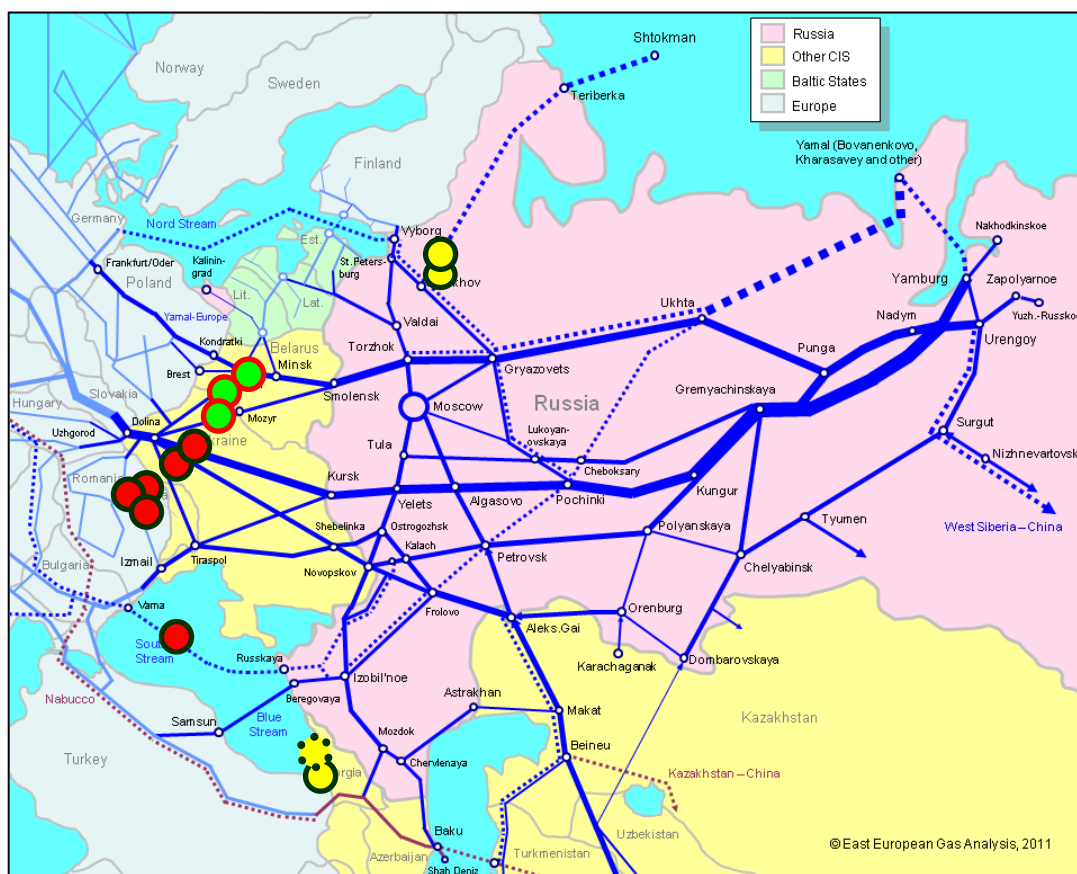 Shtokman
Russia
Other CIS
Baltic States
Europe
Norway
Sweden
Teriberka
Yamal (Bovanenkovo,
Kharasavey and other)
Finland
Germany
Nord Stream
Vyborg
Nakhodkinskoe
Est.
Frankfurt/Oder
Kalinin-
grad
St. Peters-
burg
Yamburg
Zapolyarnoe
Poland
Lit.
Lat.
Ukhta
Yuzh.-Russkoe
Yamal-Europe
Valdai
Nadym
Urengoy
Kondratki
Belarus
Torzhok
Brest
Minsk
Gryazovets
Punga
Smolensk
Gremyachinskaya
Slovakia
Hungary
Moscow
Russia
Mozyr
Dolina
Uzhgorod
Surgut
Lukoyan-
ovskaya
Tula
Cheboksary
Nizhnevartovsk
Kursk
Kungur
Yelets
Algasovo
Pochinki
Ostrogozhsk
Shebelinka
Polyanskaya
Tyumen
West Siberia – China
Kalach
Izmail
Tiraspol
Novopskov
Petrovsk
Chelyabinsk
Bulgaria
Varna
Frolovo
Orenburg
Aleks.Gai
Stream
Russkaya
Karachaganak
Dombarovskaya
Izobil'noe
Beregovaya
Astrakhan
Nabucco
Samsun
Blue
Stream
Makat
Kazakhstan
Mozdok
Turkey
Chervlenaya
Beineu
Kazakhstan – China
Baku
Uzbekistan
Azerbaijan
Shah Deniz
Turkmenistan
©East European Gas Analysis, 2011